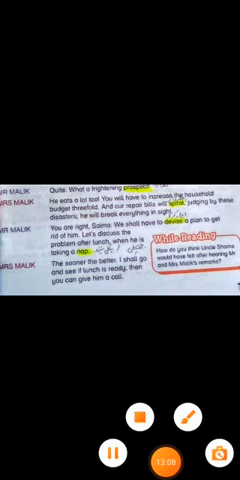 MR MALIK Quite. What a frightening prospect!
MRS MALIK He eats a lot too! You will have to increase the household
budget threefold. And our repair bills will spiral, judging by these
disasters, he will break everything in sight!
MR MALIK You are right, Saima. We shall have to devise a plan to get
rid of him. Let's discuss the
problem after lunch, when he is
taking a nap.
MRS MALIK The sooner the better. I shall go
and see if lunch is ready, then
you can give him a call.
While Reading
How do you think Uncle Shams
would have felt after hearing Mr
and Mrs Malik's remarks?
13:08